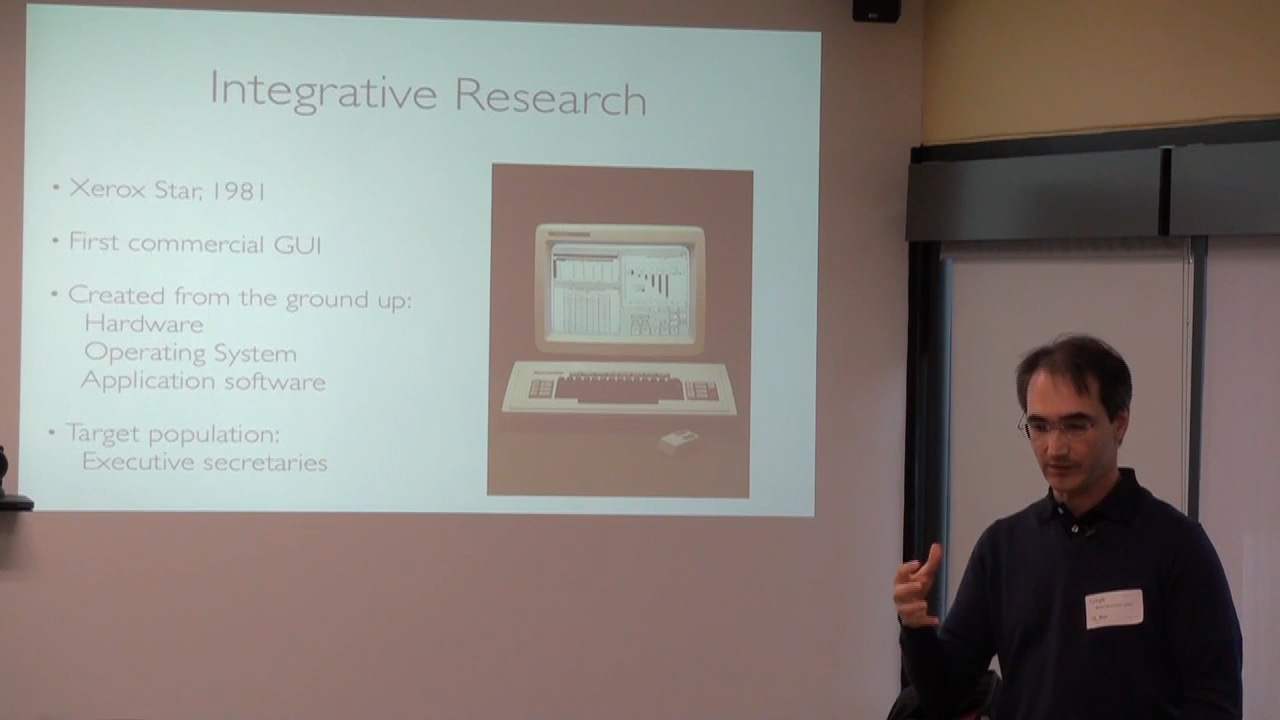 Integrative Research
• Xerox Star, 1981
• First commercial GUI
• Created from the ground up:
Hardware
Operating System
Application software
• Target population:
Executive secretaries